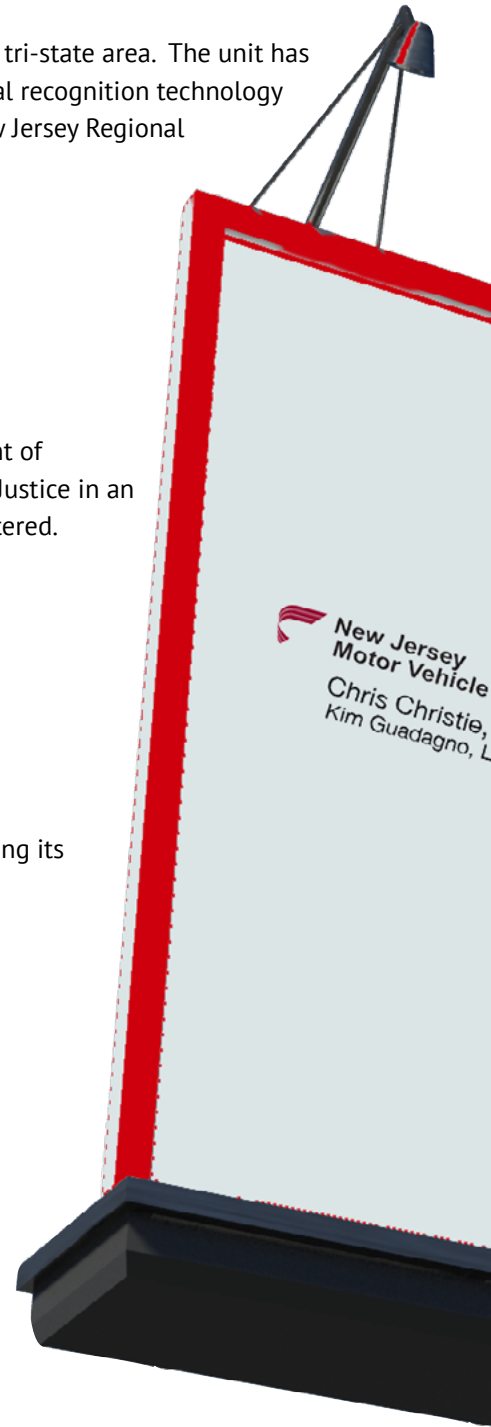 tri-state area. The unit has
al recognition technology
w Jersey Regional
nt of
Justice in an
tered.
ng its
New Jersey
Motor Vehicle
Chris Christie,
Kim Guadagno, L